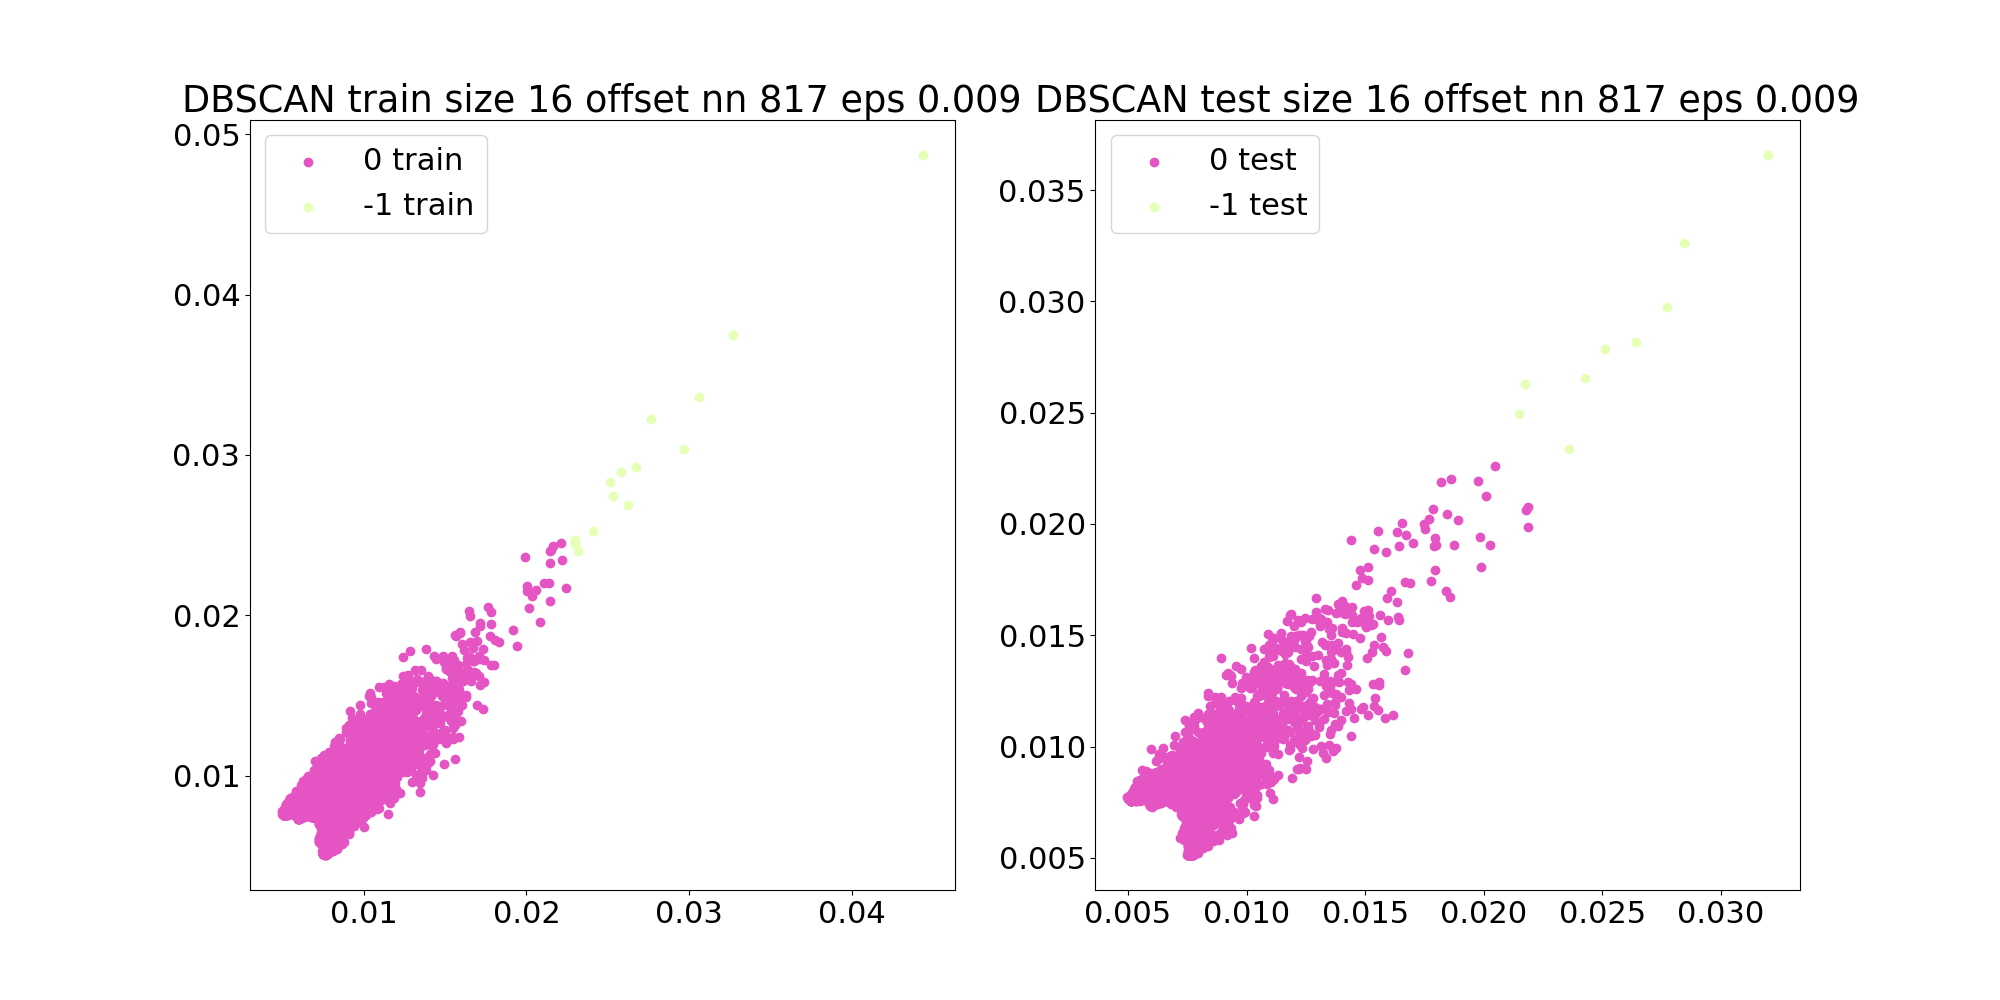 DBSCAN train size 16 offset nn 817 eps 0.009
0.05
0.04
0.03
0.02
0.01
0 train
-1 train
0.01 0.02 0.03 0.04
DBSCAN test size 16 offset nn 817 eps 0.009
0.035
0.030
0.025
0.020
0.015
0.010
0.005
0 test
-1 test
0.005 0.010 0.015 0.020 0.025 0.030